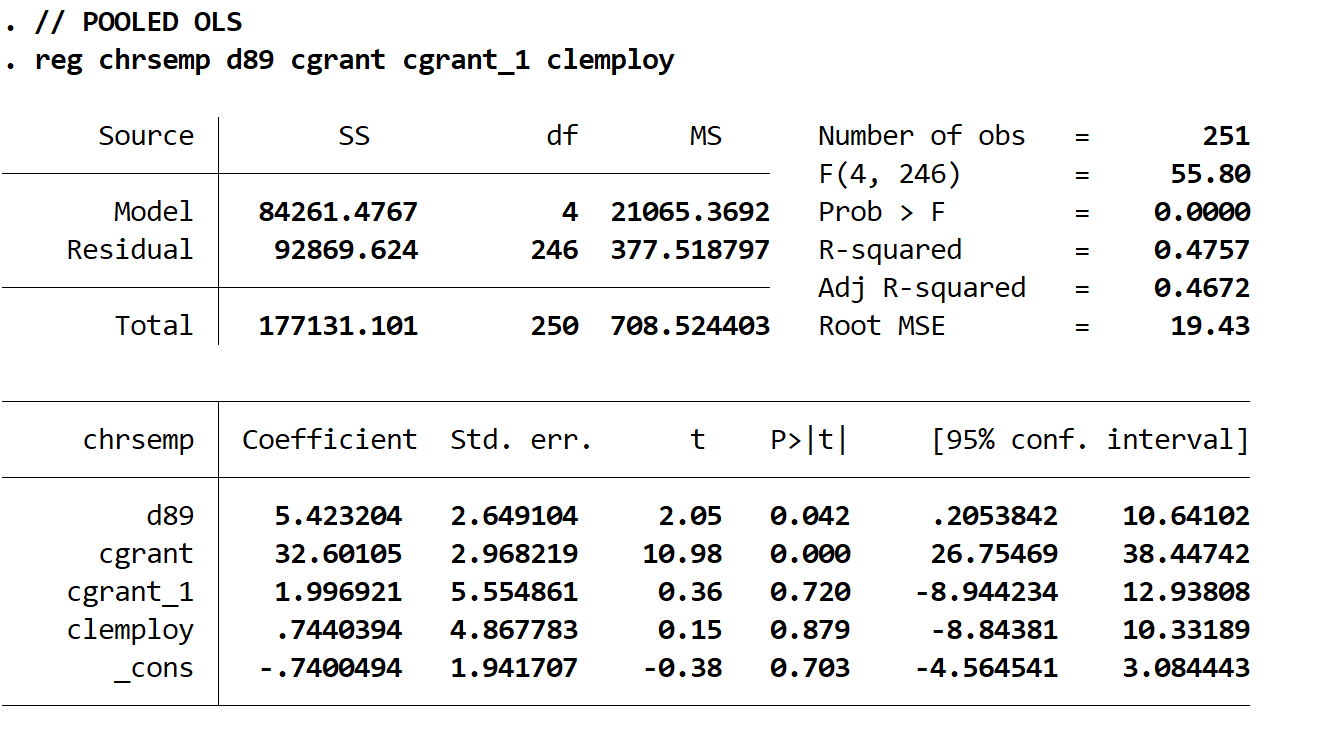 . // POOLED OLS
. reg chrsemp d89 cgrant cgrant_1 clemploy
Source SS df MS Number of obs = 251
F(4, 246) = 55.80
Model 84261.4767 4 21065.3692 Prob > F = 0.0000
Residual 92869.624 246 377.518797 R-squared = 0.4757
Adj R-squared = 0.4672
Total 177131.101 250 708.524403 Root MSE = 19.43
chrsemp Coefficient Std. err. t P>|t| [95% conf. interval]
d89 5.423204 2.649104 2.05 0.042 .2053842 10.64102
cgrant 32.60105 2.968219 10.98 0.000 26.75469 38.44742
cgrant_1 1.996921 5.554861 0.36 0.720 -8.944234 12.93808
clemploy .7440394 4.867783 0.15 0.879 -8.84381 10.33189
_cons -.7400494 1.941707 -0.38 0.703 -4.564541 3.084443